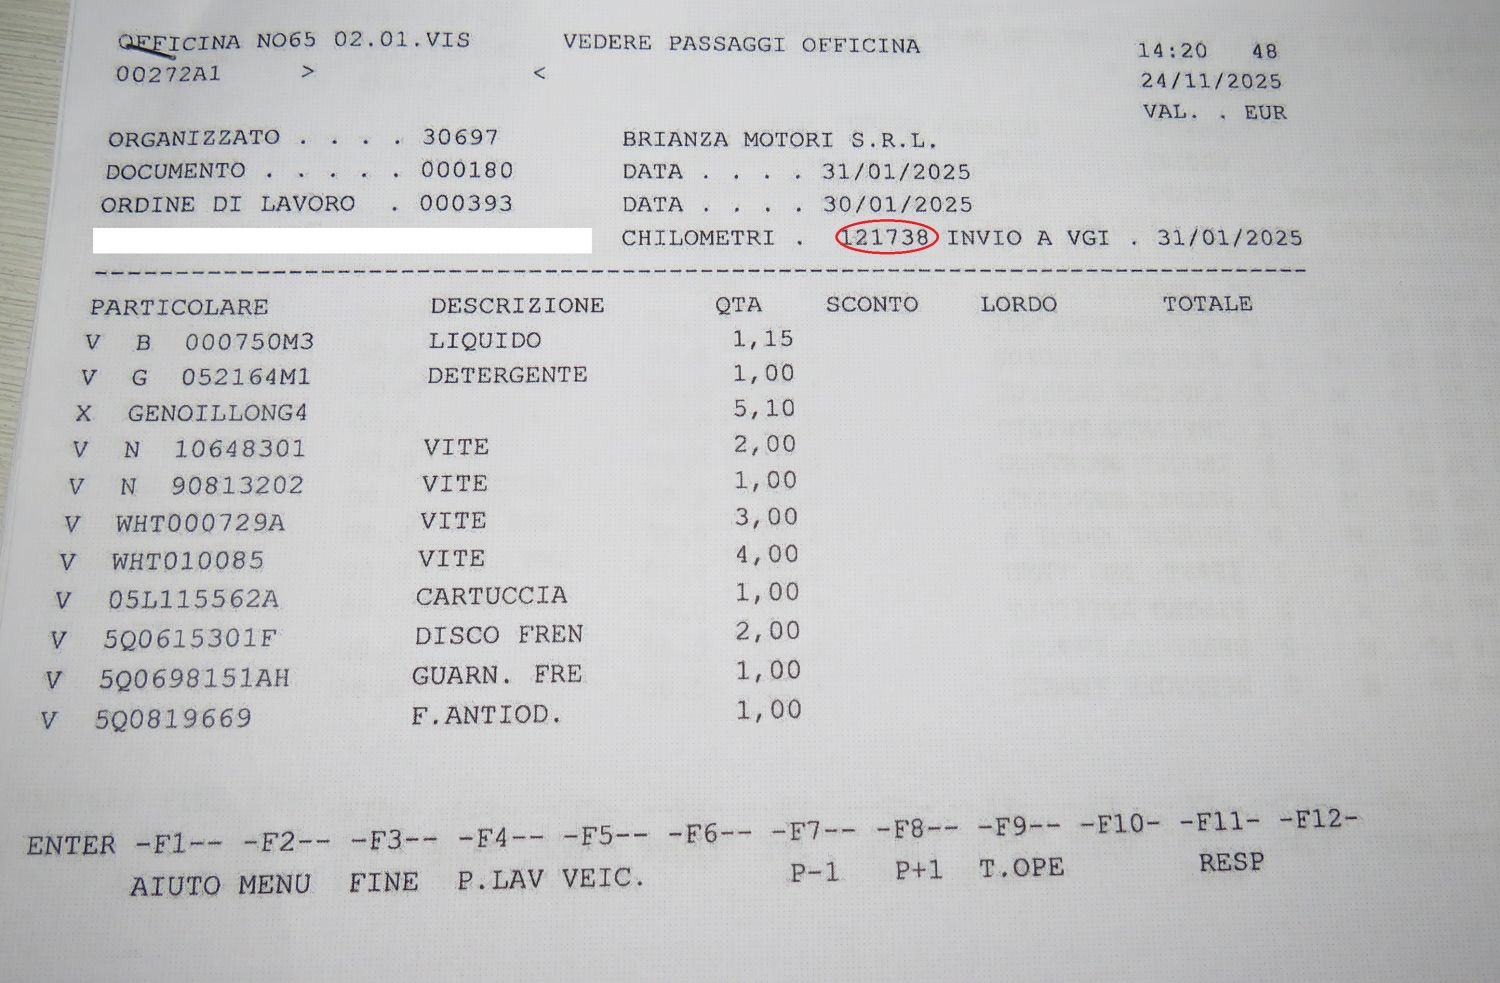 OFFICINA NO65 02.01.VIS VEDERE PASSAGGI OFFICINA 14:20 48
00272A1 > < 24/11/2025
VAL. . EUR
ORGANIZZATO . . . . 30697 BRIANZA MOTORI S.R.L.
DOCUMENTO . . . . . 000180 DATA . . . . 31/01/2025
ORDINE DI LAVORO . 000393 DATA . . . . 30/01/2025
CHILOMETRI . 121738 INVIO A VGI . 31/01/2025
PARTICOLARE DESCRIZIONE QTA SCONTO LORDO TOTALE
V B 000750M3 LIQUIDO 1,15
V G 052164M1 DETERGENTE 1,00
X GENOILLONG4 5,10
V N 10648301 VITE 2,00
V N 90813202 VITE 1,00
V WHT000729A VITE 3,00
V WHT010085 VITE 4,00
V 05L115562A CARTUCCIA 1,00
V 5Q0615301F DISCO FREN 2,00
V 5Q0698151AH GUARN. FRE 1,00
V 5Q0819669 F.ANTIOD. 1,00
ENTER -F1-- -F2-- -F3-- -F4-- -F5-- -F6-- -F7-- -F8-- -F9-- -F10- -F11- -F12-
AIUTO MENU FINE P.LAV VEIC. P-1 P+1 T.OPE RESP